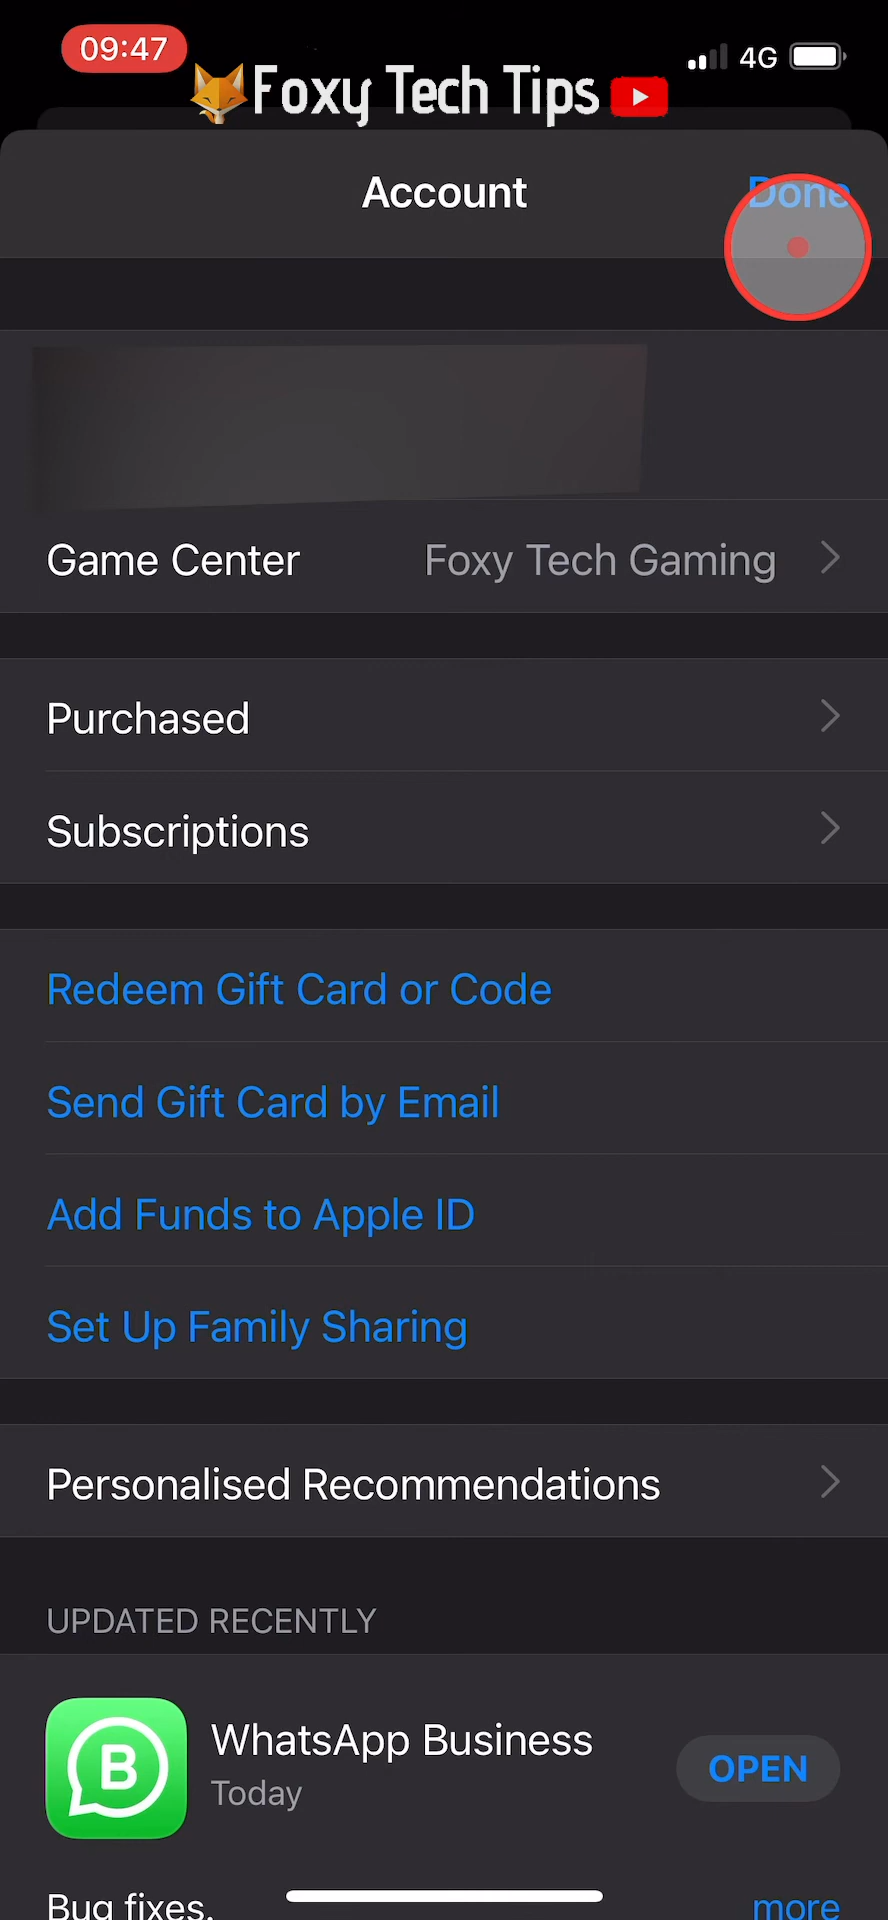 09:47
4G
Foxy Tech Tips
Account
Done
Game Center
Foxy Tech Gaming
Purchased
Subscriptions
Redeem Gift Card or Code
Send Gift Card by Email
Add Funds to Apple ID
Set Up Family Sharing
Personalised Recommendations
UPDATED RECENTLY
B
WhatsApp Business
OPEN
Today
Bug fixes.
more